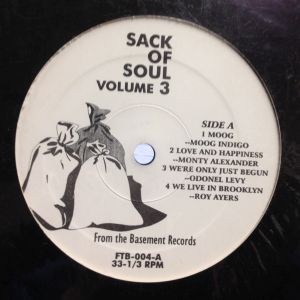 SACK
OF
SOUL
VOLUME 3
SIDE A
1 MOOG
--MOOG INDIGO
2 LOVE AND HAPPINESS
--MONTY ALEXANDER
3 WE'RE ONLY JUST BEGUN
--ODONEL LEVY
4 WE LIVE IN BROOKLYN
--ROY AYERS
From the Basement Records
FTB-004-A
33-1/3 RPM